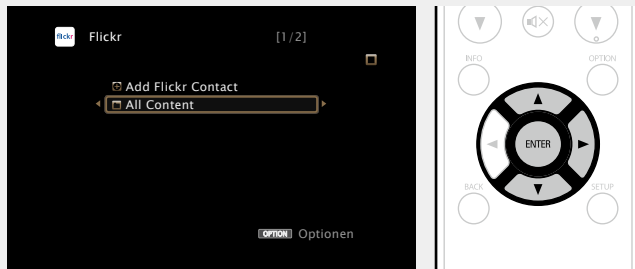 flickr Flickr [1/2]
Add Flickr Contact
All Content
OPTION Optionen
INFO OPTION
ENTER
BACK SETUP